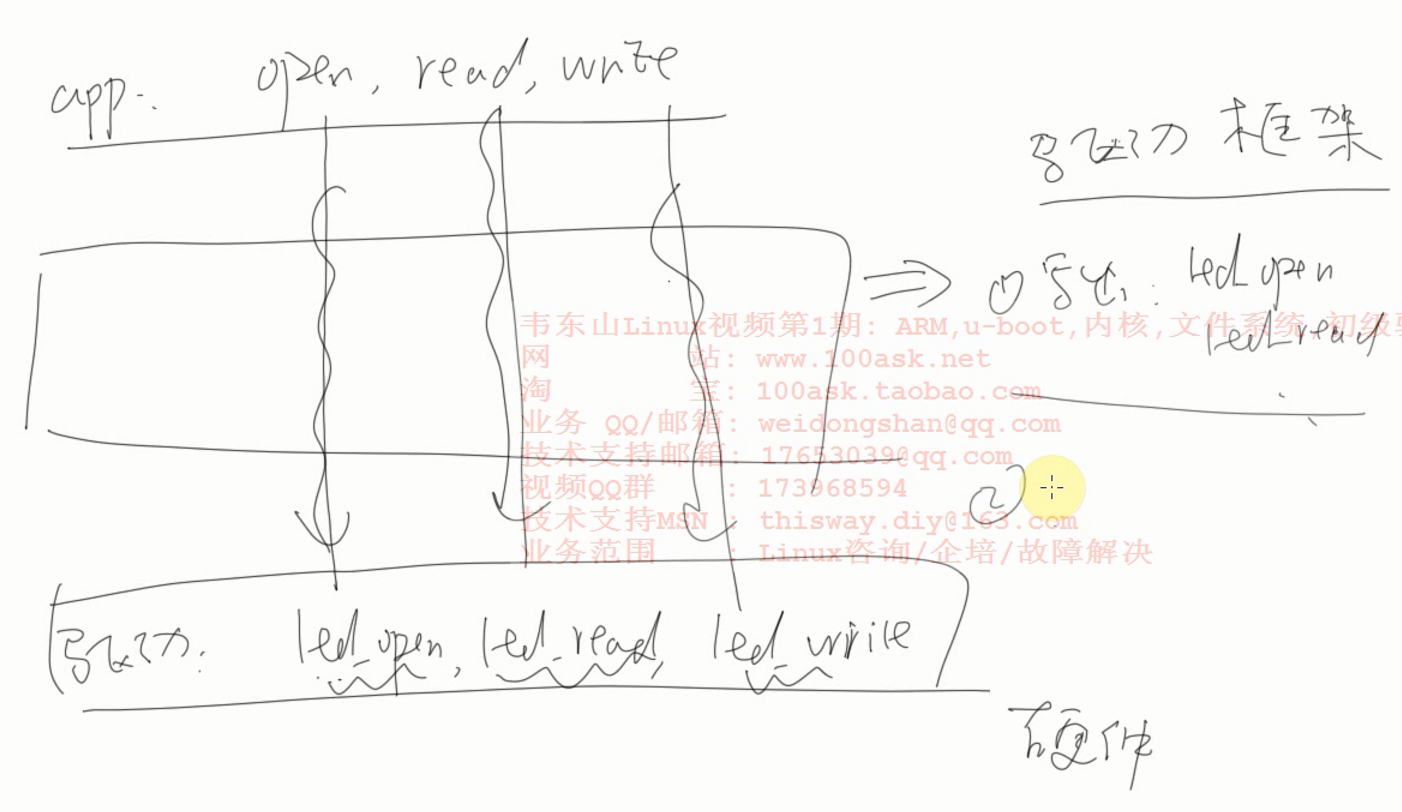 app: open, read, write
驱动 框架
① 写出: led_open
led_read
韦东山Linux视频第1期: ARM,u-boot,内核,文件系统,初级
网 站: www.100ask.net
淘 宝: 100ask.taobao.com
业务 QQ/邮箱: weidongshan@qq.com
技术支持邮箱: 17653039@qq.com
视频QQ群 : 173968594
②
技术支持MSN : thisway.diy@163.com
业务范围 : Linux咨询/企培/故障解决
驱动: led_open, led_read, led_write
硬件